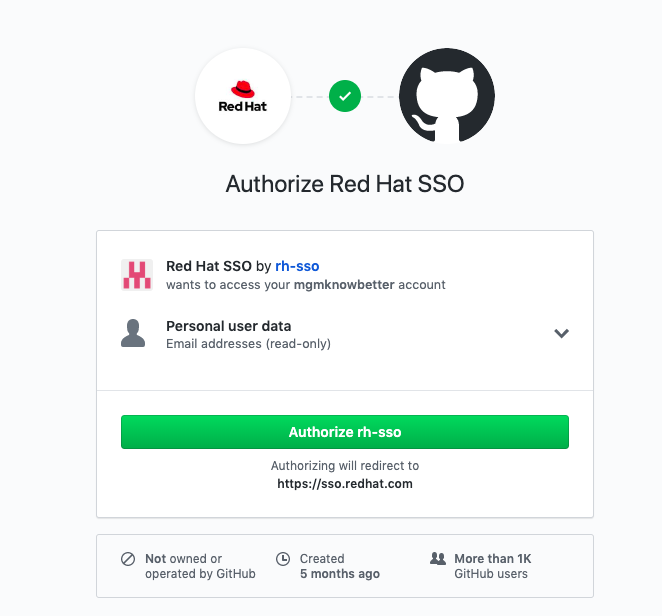 Red Hat
Authorize Red Hat SSO
Red Hat SSO by rh-sso
wants to access your mgmknowbetter account
Personal user data
Email addresses (read-only)
Authorize rh-sso
Authorizing will redirect to
https://sso.redhat.com
Not owned or
operated by GitHub
Created
5 months ago
More than 1K
GitHub users